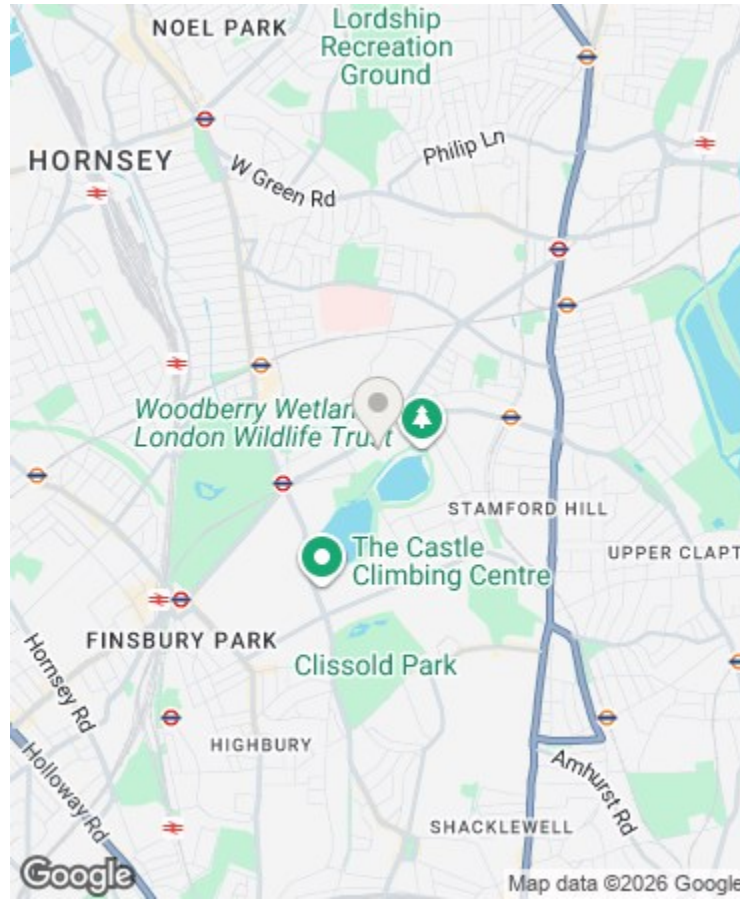 NOEL PARK
Lordship
Recreation
Ground
Philip Ln
HORNSEY
W Green Rd
Woodberry Wetlan
London Wildlife Trust
STAMFORD HILL
The Castle
Climbing Centre
UPPER CLAPT
FINSBURY PARK
Hornsey Rd
Clissold Park
HIGHBURY
Holloway Rd
Amhurst Rd
SHACKLEWELL
Google
Map data ©2026 Google